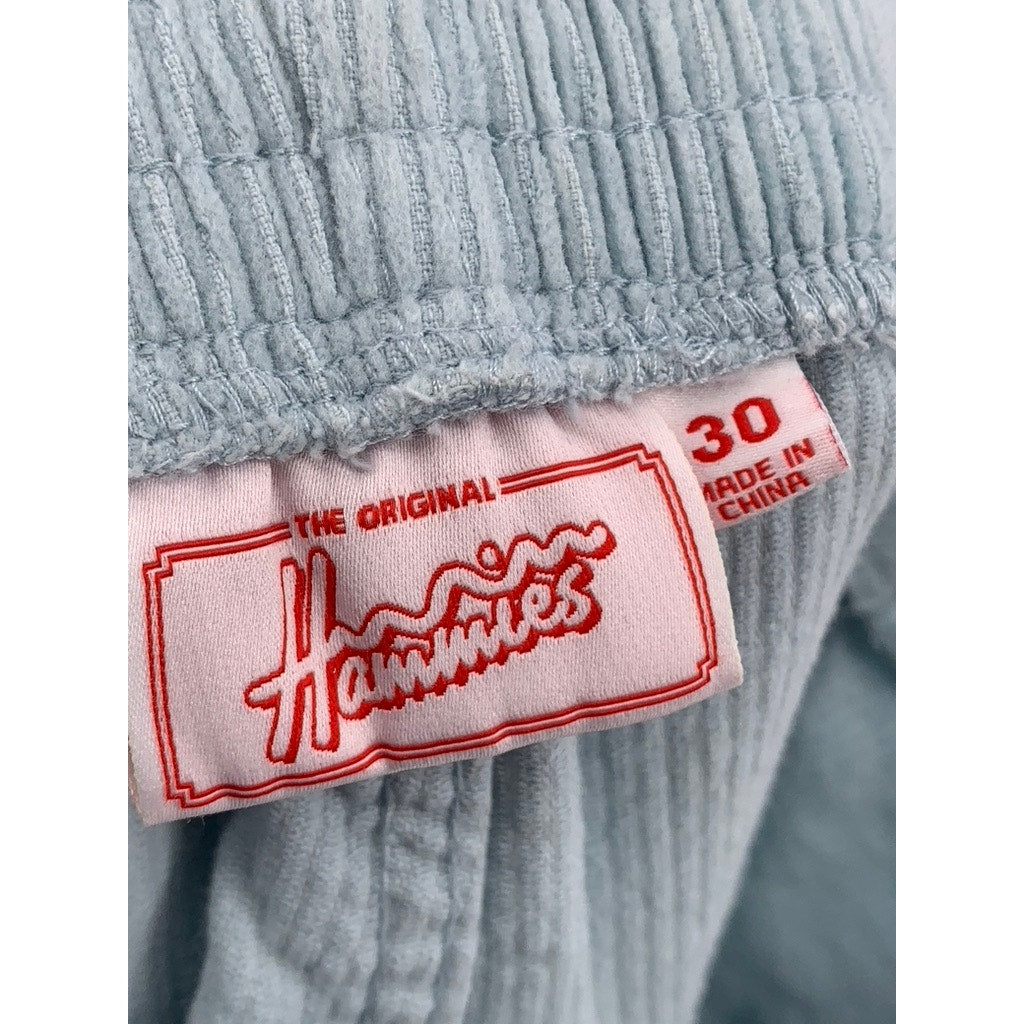 THE ORIGINAL
Hammies
30
MADE IN
CHINA